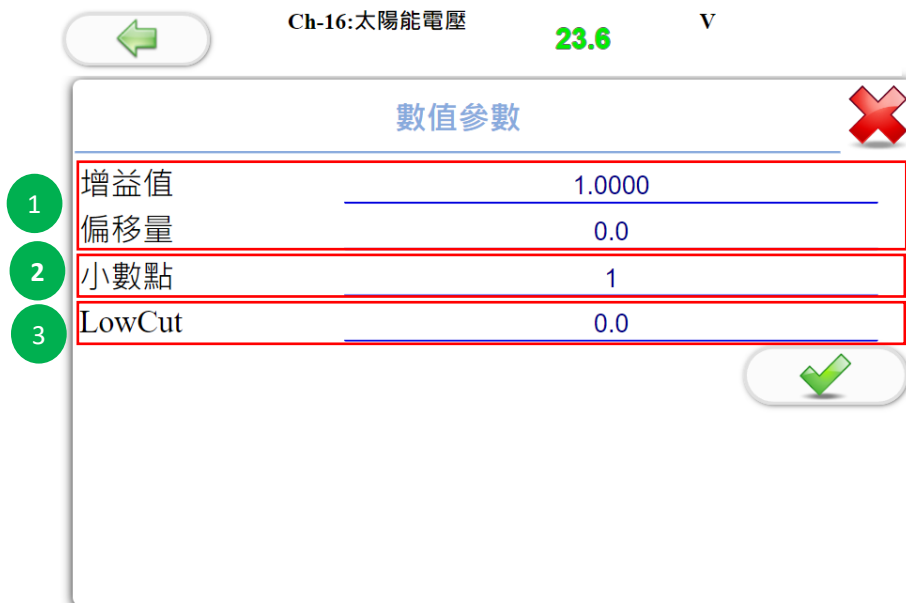 Ch-16:太陽能電壓 23.6 V
數值參數
1
增益值 1.0000
偏移量 0.0
2 小數點 1
3 LowCut 0.0